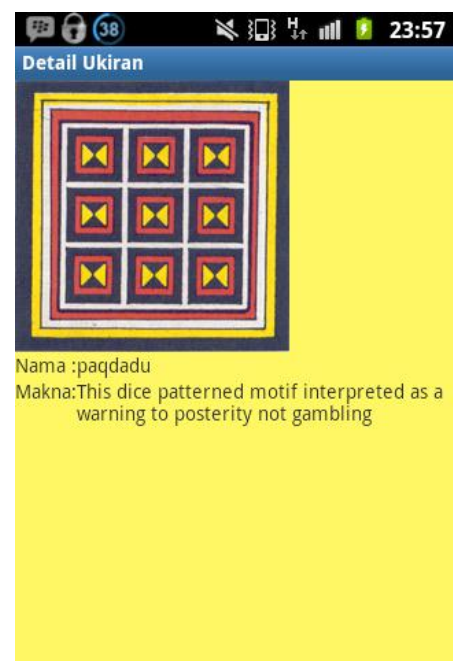 38
H
23:57
Detail Ukiran
Nama :paqdadu
Makna:This dice patterned motif interpreted as a
warning to posterity not gambling